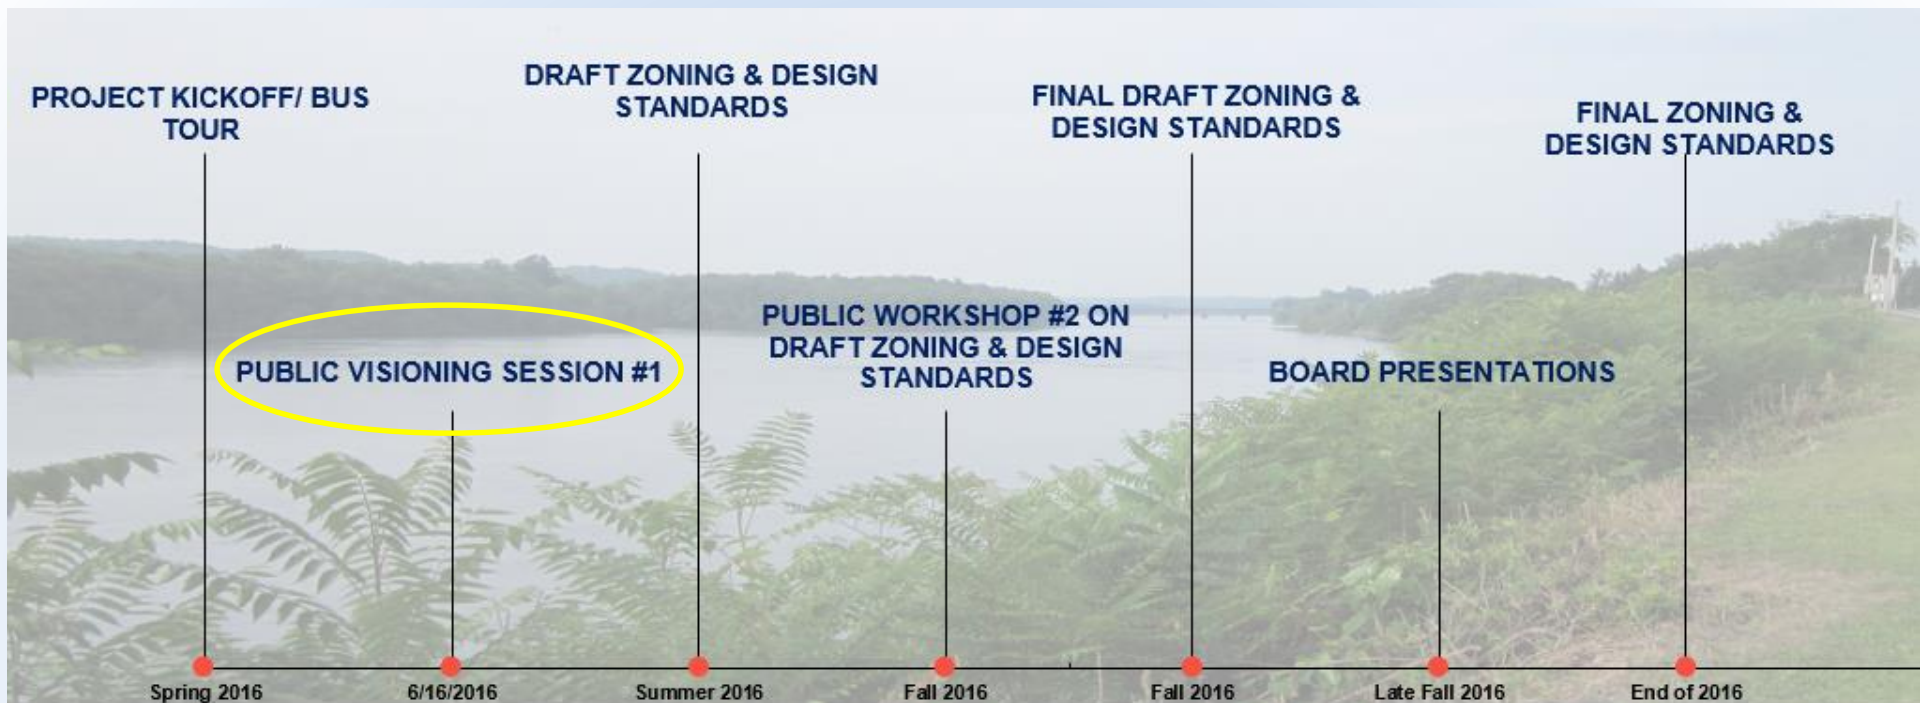 PROJECT KICKOFF/ BUS
TOUR
PUBLIC VISIONING SESSION #1
DRAFT ZONING & DESIGN
STANDARDS
PUBLIC WORKSHOP #2 ON
DRAFT ZONING & DESIGN
STANDARDS
FINAL DRAFT ZONING &
DESIGN STANDARDS
BOARD PRESENTATIONS
FINAL ZONING &
DESIGN STANDARDS
Spring 2016
6/16/2016
Summer 2016
Fall 2016
Fall 2016
Late Fall 2016
End of 2016